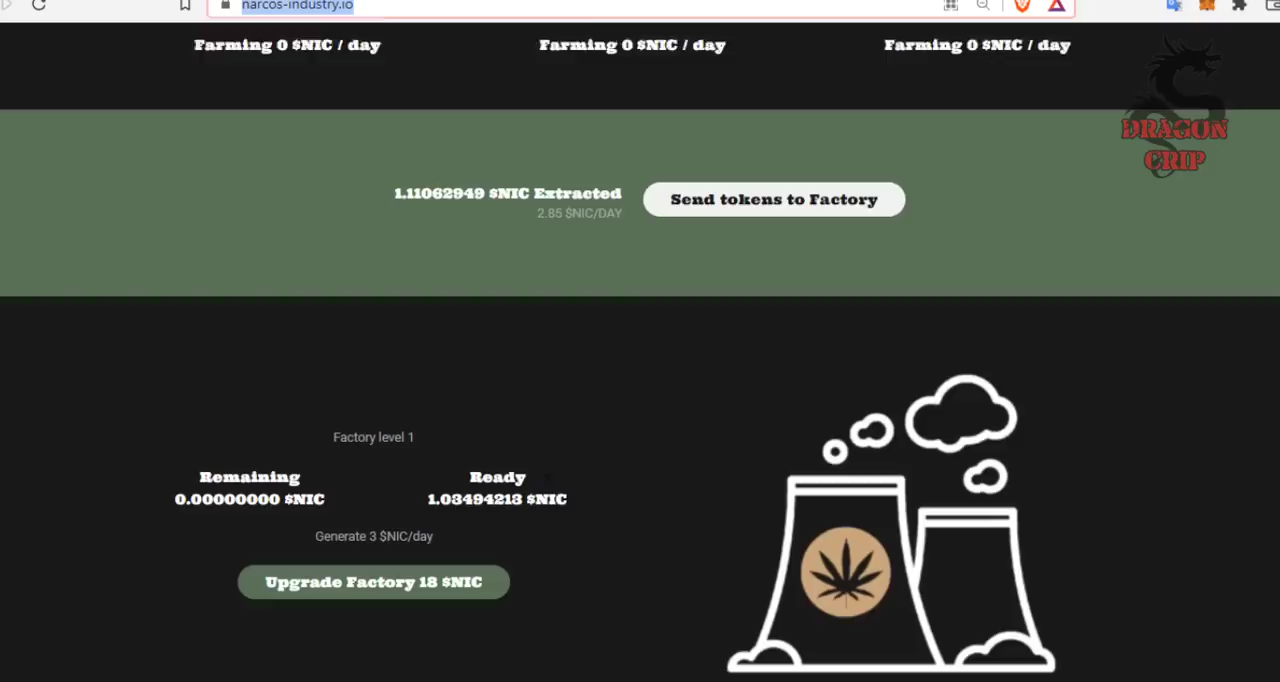 narcos-industry.io
Farming 0 $NIC / day
Farming 0 $NIC / day
Farming 0 $NIC / day
DRAGON
CRIP
1.11062949 $NIC Extracted
2.85 $NIC/DAY
Send tokens to Factory
Factory level 1
Remaining
0.00000000 $NIC
Ready
1.03494213 $NIC
Generate 3 $NIC/day
Upgrade Factory 18 $NIC